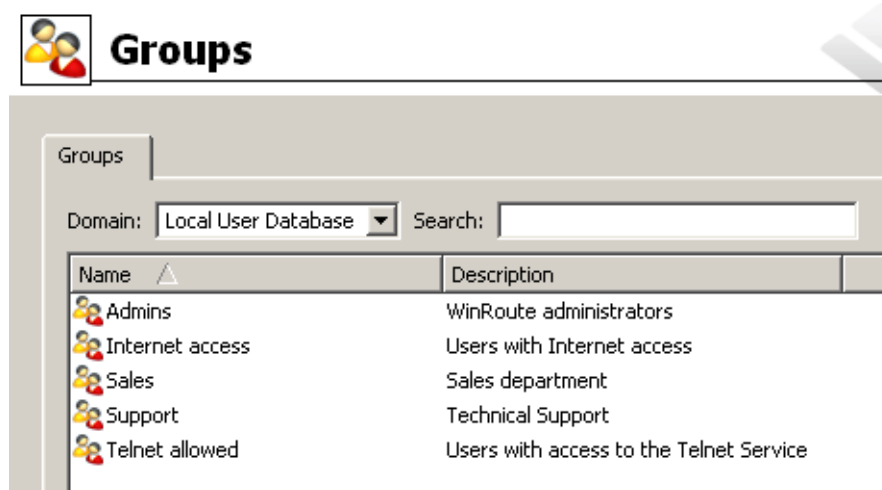 Groups
Groups
Domain: Local User Database Search:
Name Description
Admins WinRoute administrators
Internet access Users with Internet access
Sales Sales department
Support Technical Support
Telnet allowed Users with access to the Telnet Service